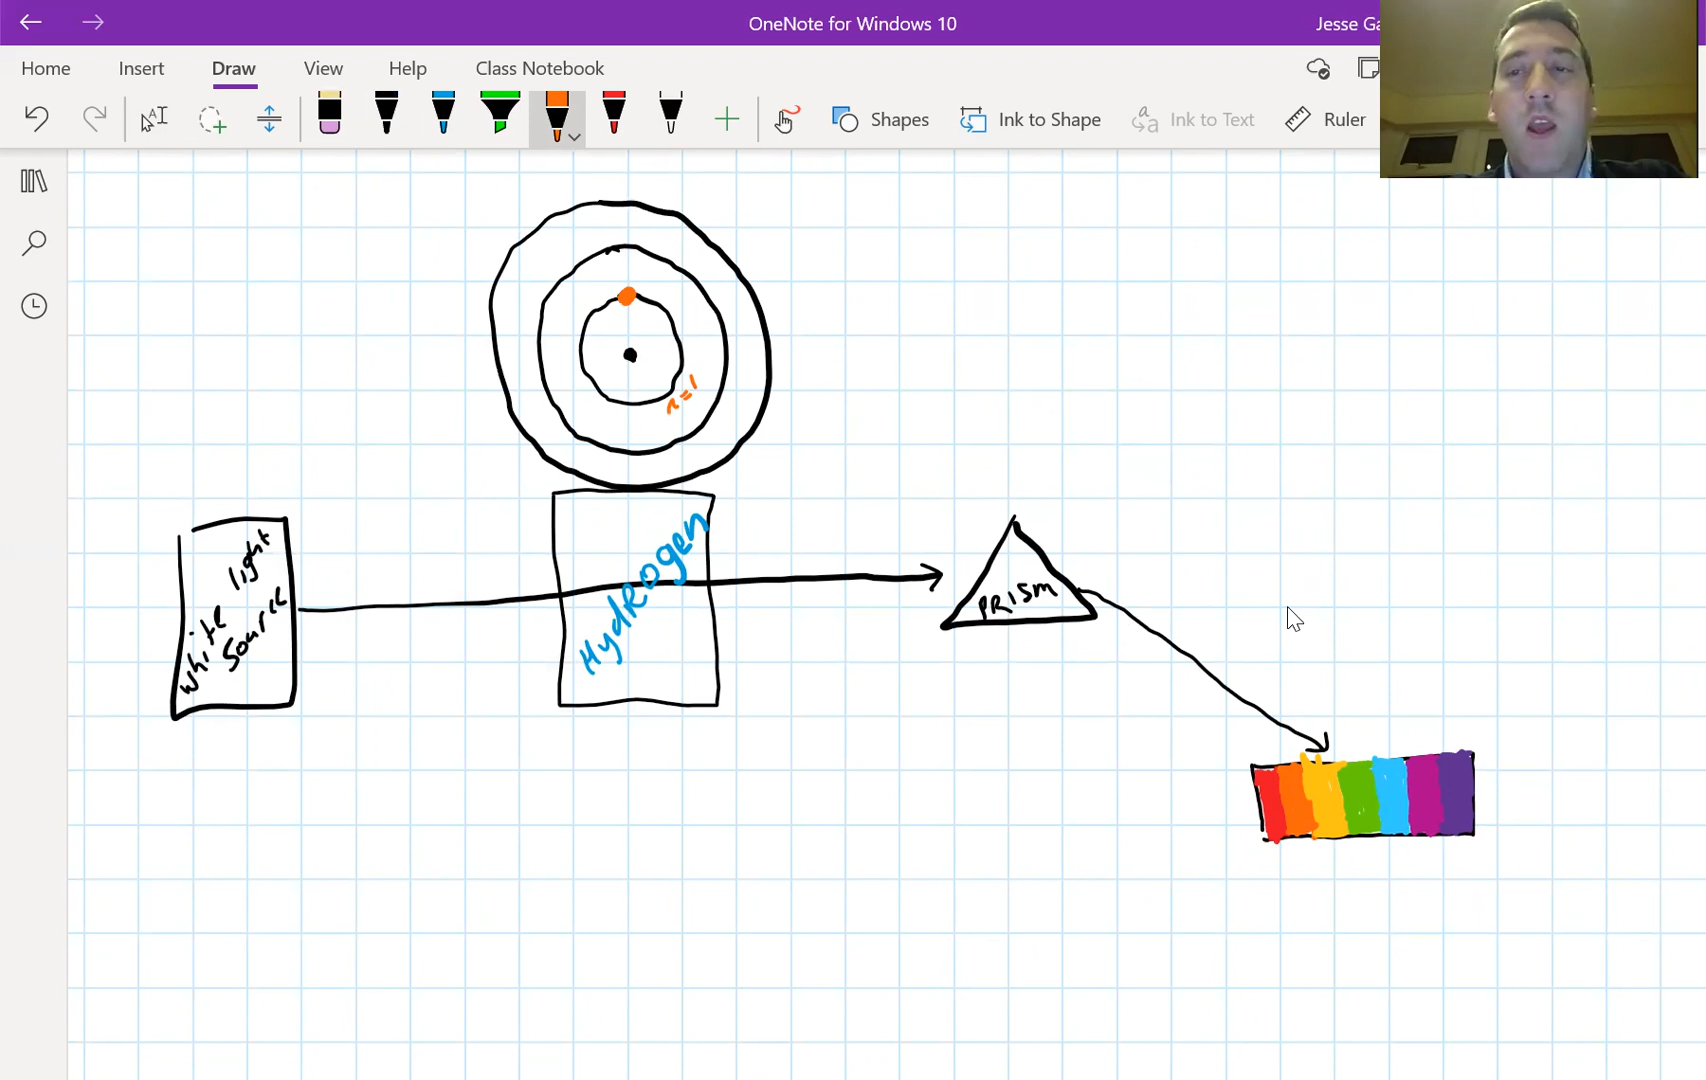 OneNote for Windows 10
Jesse Ga
Home Insert Draw View Help Class Notebook
Shapes Ink to Shape Ink to Text Ruler
n=1
white light
source
Hydrogen
PRISM